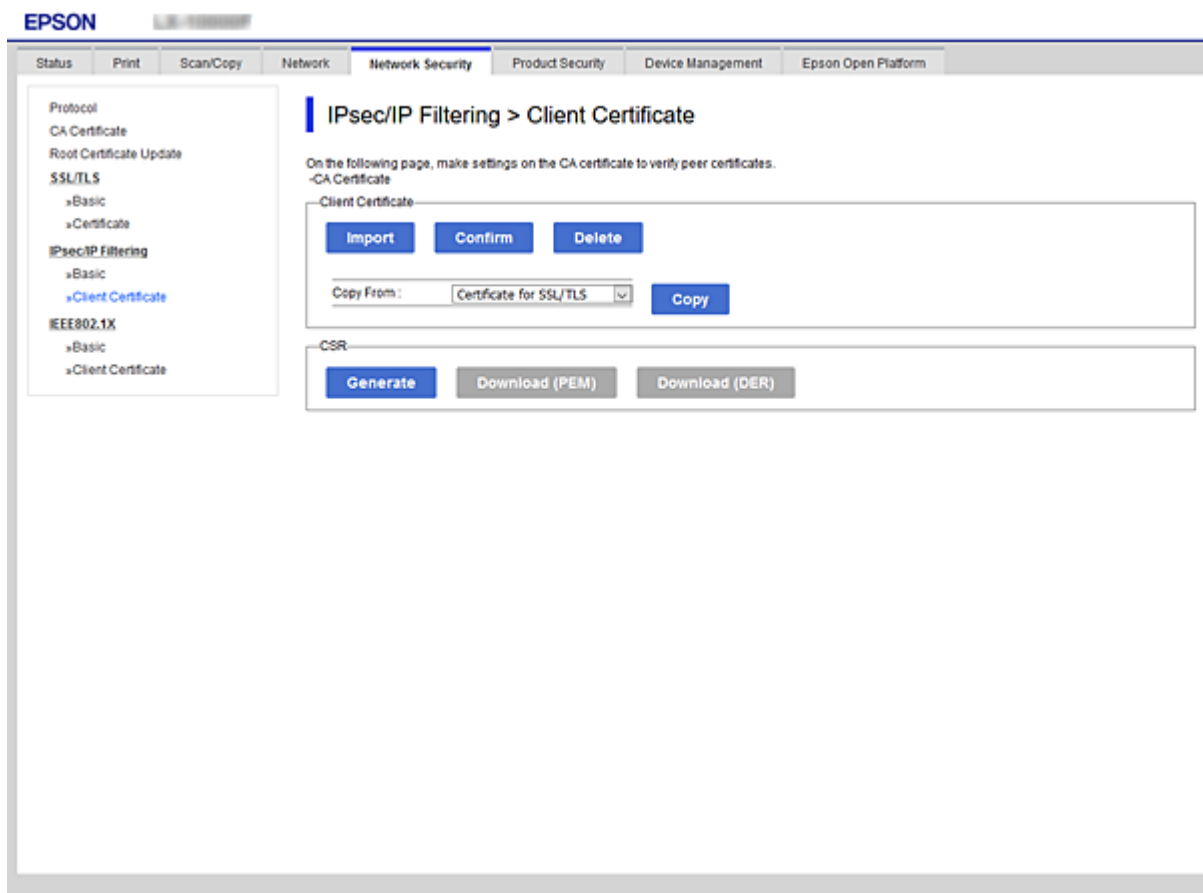 EPSON
Status Print Scan/Copy Network Network Security Product Security Device Management Epson Open Platform
Protocol
CA Certificate
Root Certificate Update
SSL/TLS
»Basic
»Certificate
IPsec/IP Filtering
»Basic
»Client Certificate
IEEE802.1X
»Basic
»Client Certificate
IPsec/IP Filtering > Client Certificate
On the following page, make settings on the CA certificate to verify peer certificates.
-CA Certificate
Client Certificate
Import Confirm Delete
Copy From : Certificate for SSL/TLS Copy
CSR
Generate Download (PEM) Download (DER)